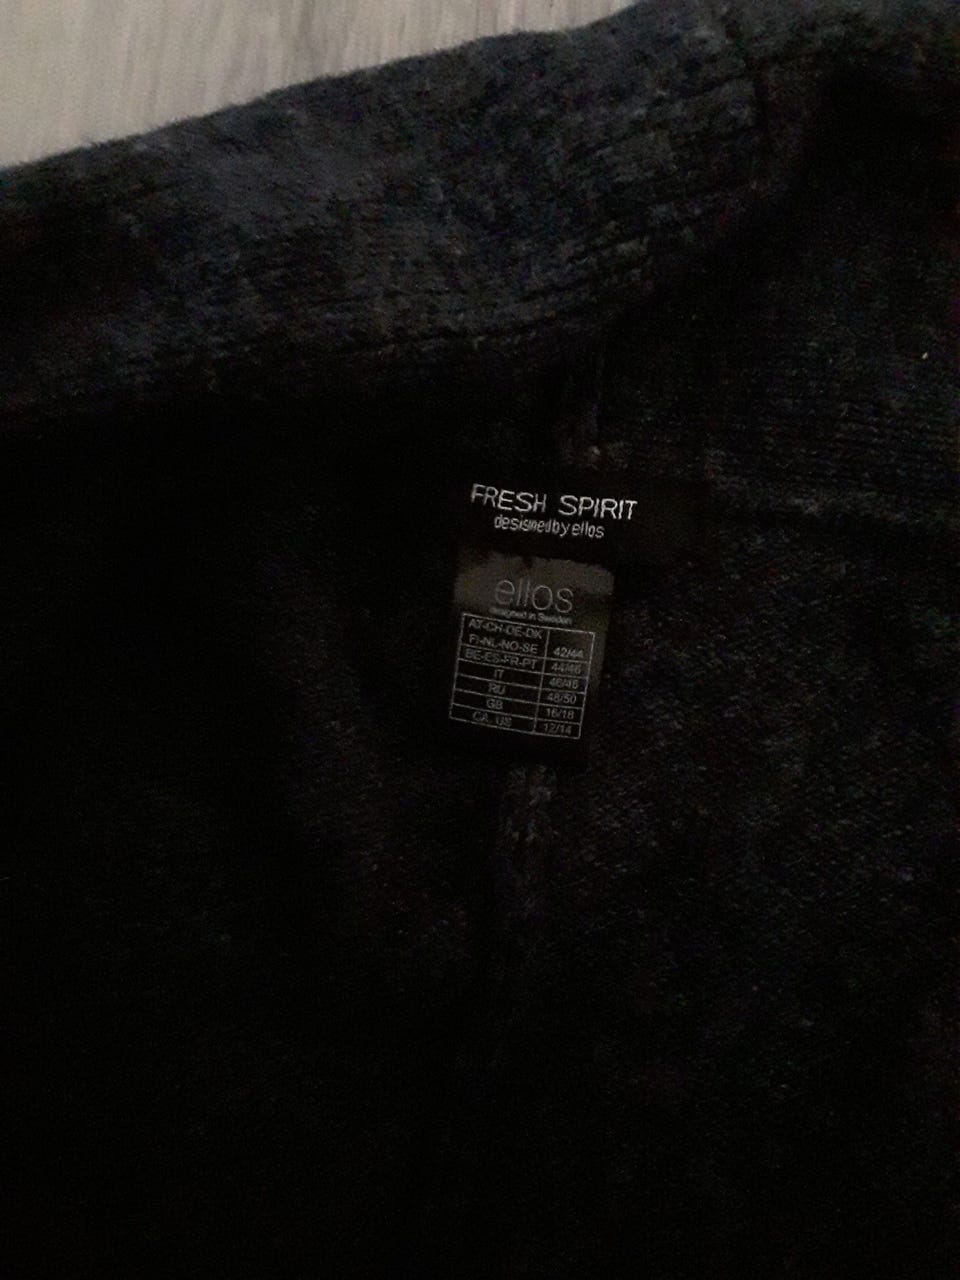 FRESH SPIRIT
designed by ellos
ellos
designed in Sweden
AT-CH-DE-DK
FI-NL-NO-SE 42/44
BE-ES-FR-PT 44/46
IT 46/48
RU 48/50
GB 16/18
CA, US 12/14